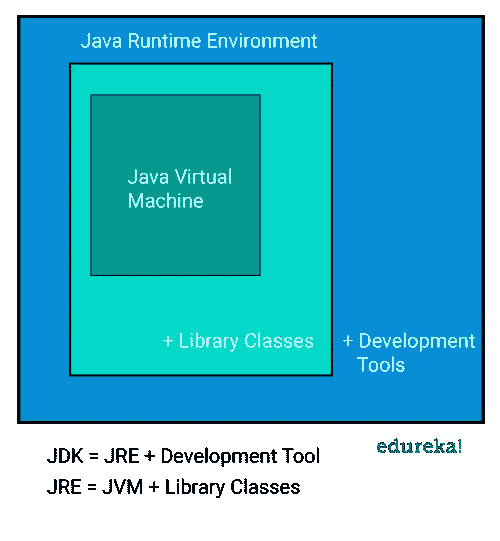 Java Runtime Environment
Java Virtual
Machine
+ Library Classes
+ Development
Tools
edureka!
JDK = JRE + Development Tool
JRE = JVM + Library Classes